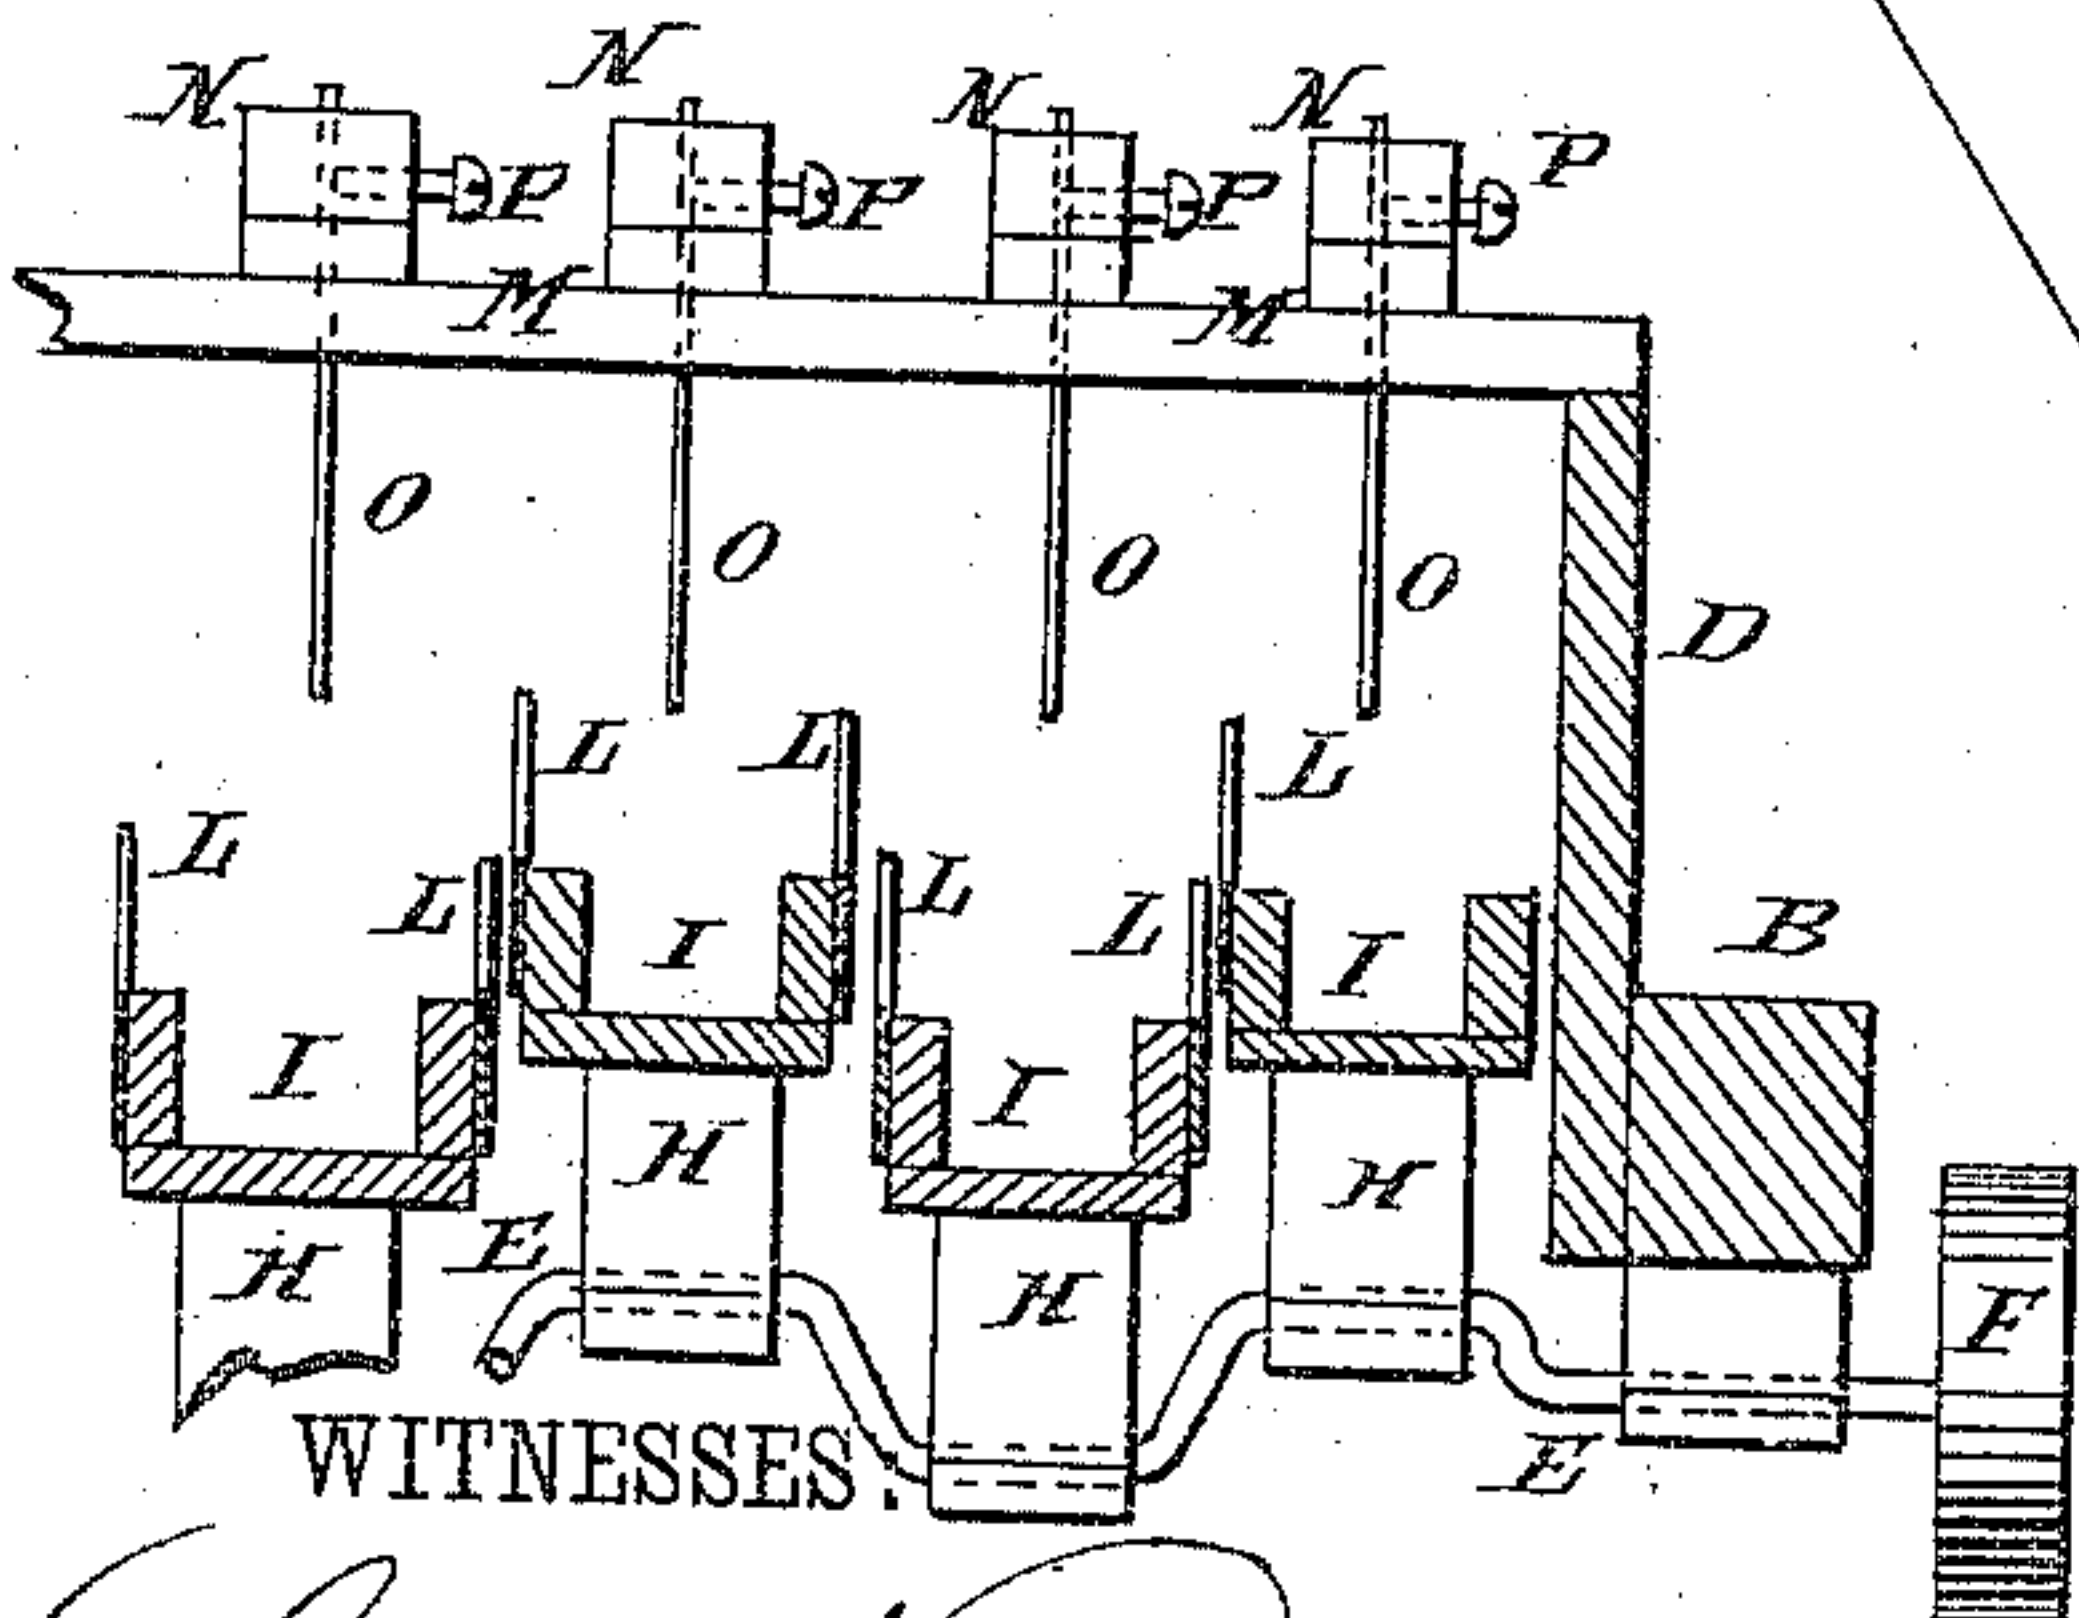 N N N N
P P P P
M M
O O O O
D
L L L
L L L
B
I I
I I
H H
E H H
F
WITNESSES:
E